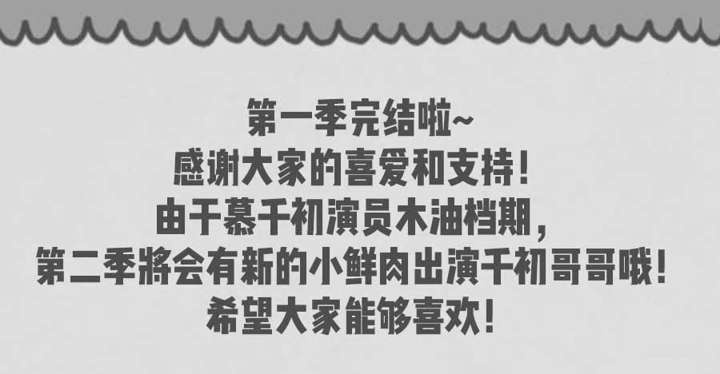 第一季完结啦~
感谢大家的喜爱和支持！
由于慕千初演员木油档期，
第二季將会有新的小鲜肉出演千初哥哥哦！
希望大家能够喜欢！